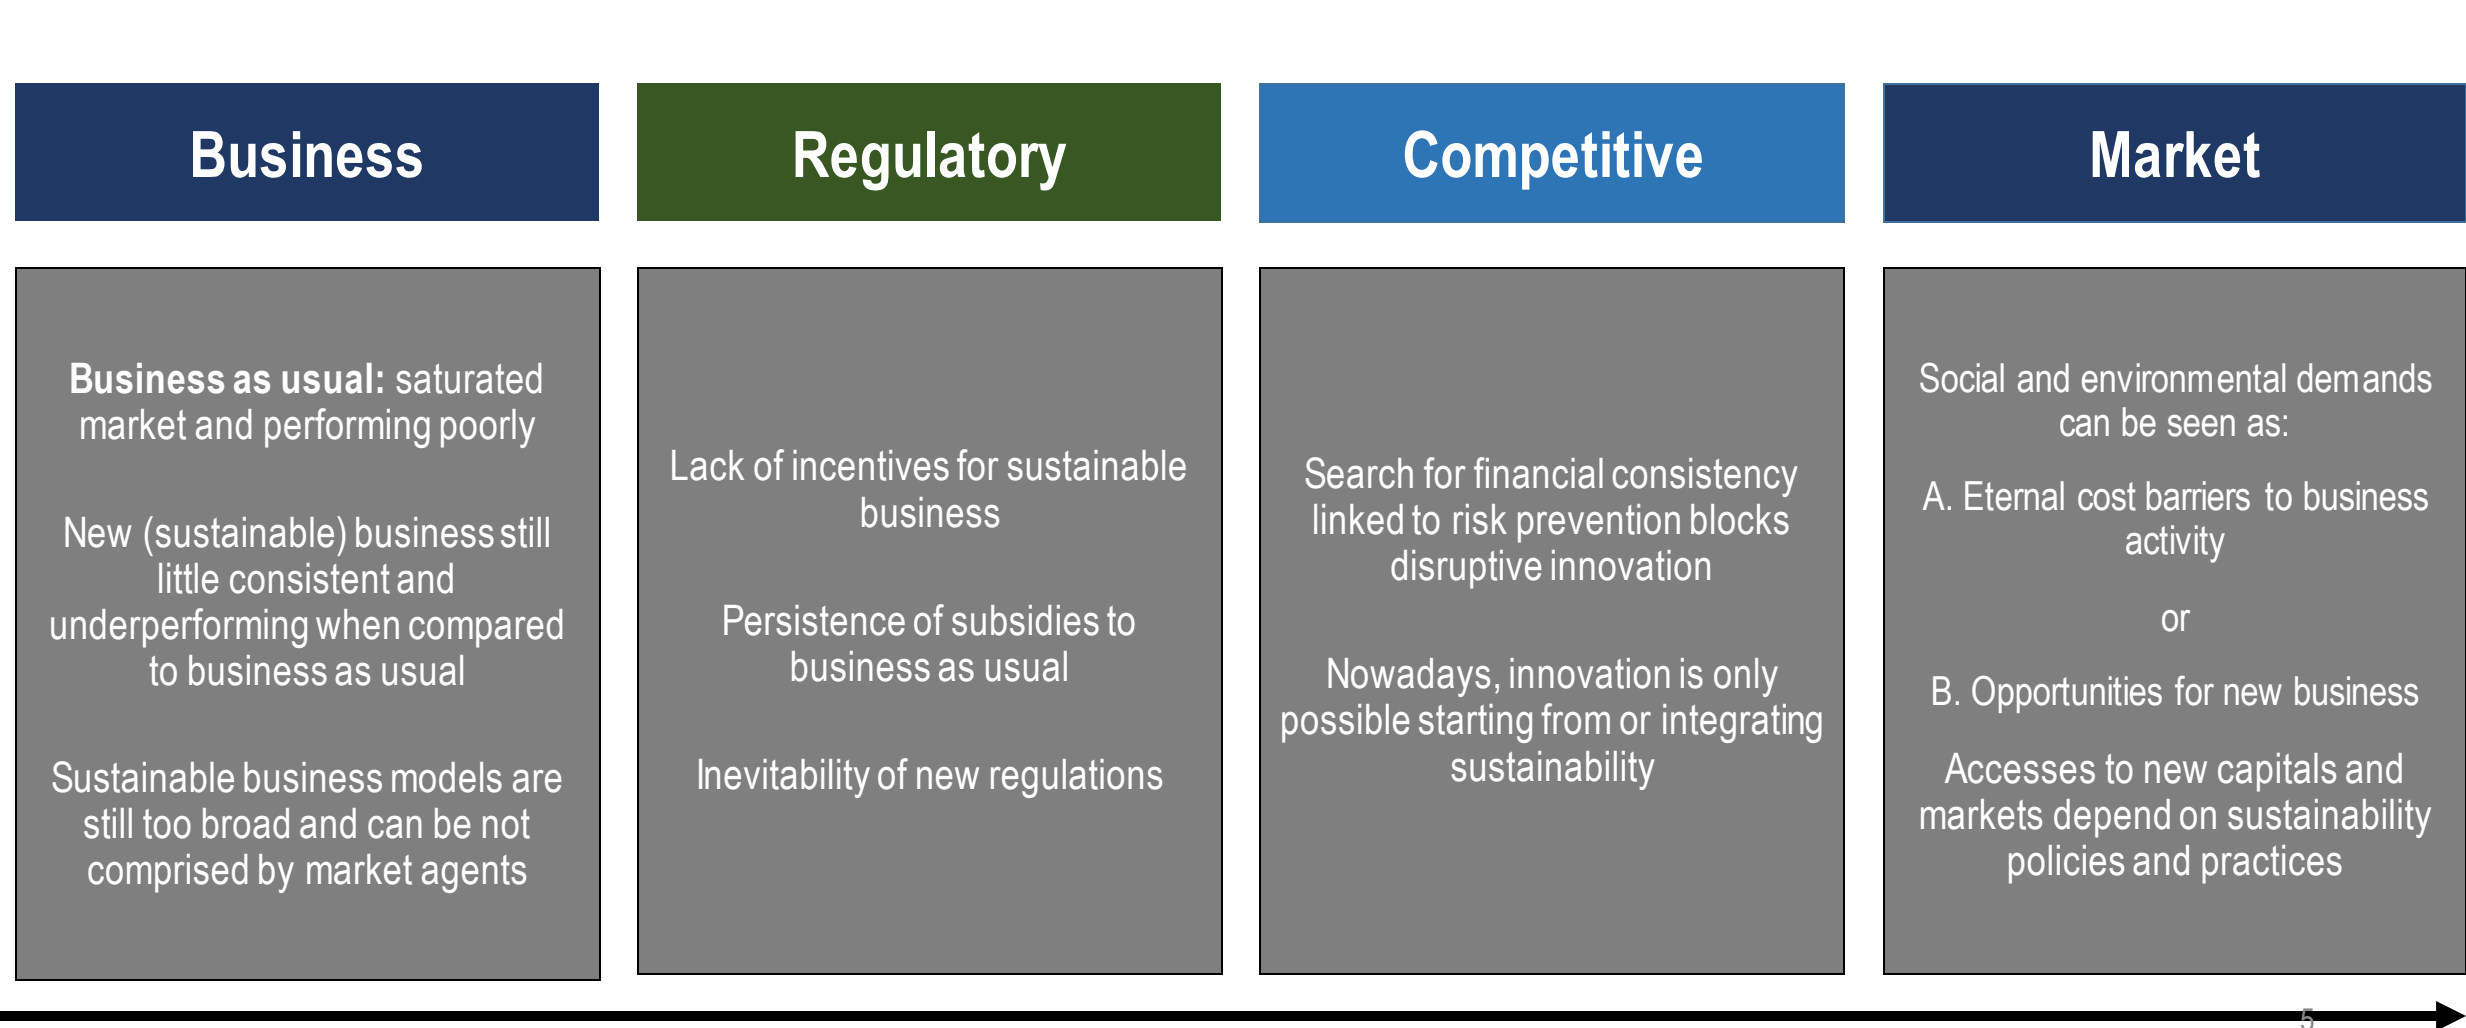 Business
Regulatory
Competitive
Market
Business as usual: saturated
market and performing poorly
New (sustainable) business still
little consistent and
underperforming when compared
to business as usual
Sustainable business models are
still too broad and can be not
comprised by market agents
Lack of incentives for sustainable
business
Persistence of subsidies to
business as usual
Inevitability of new regulations
Search for financial consistency
linked to risk prevention blocks
disruptive innovation
Nowadays, innovation is only
possible starting from or integrating
sustainability
Social and environmental demands
can be seen as:
A. Eternal cost barriers to business
activity
or
B. Opportunities for new business
Accesses to new capitals and
markets depend on sustainability
policies and practices
5